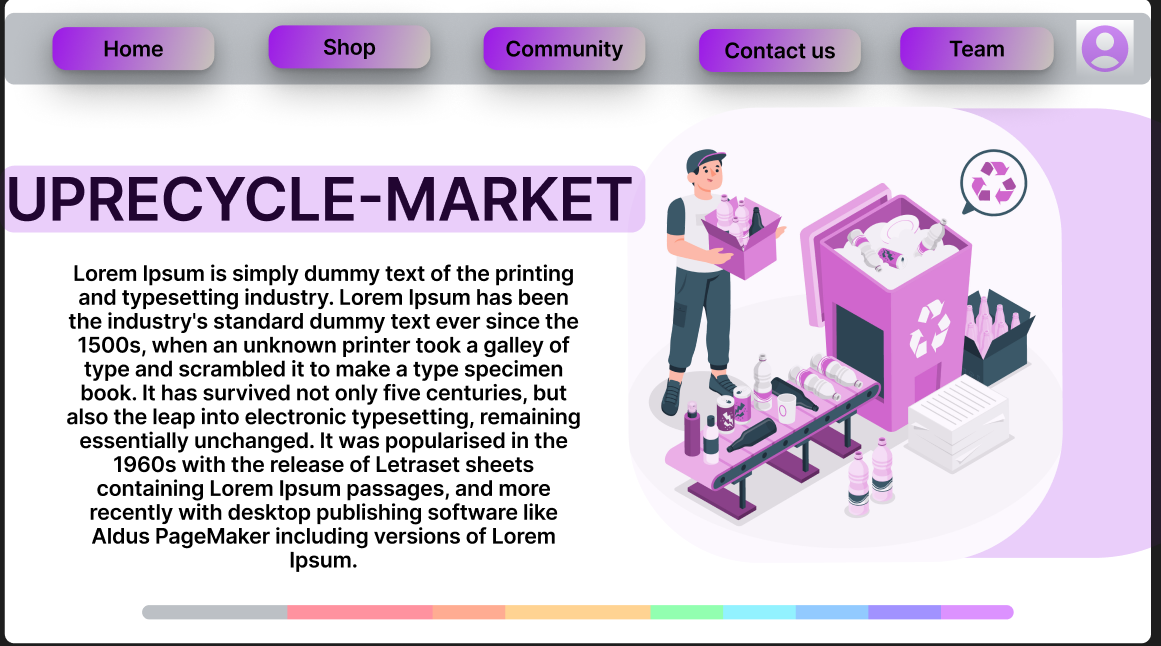 Home
Shop
Community
Contact us
Team
UPRECYCLE-MARKET
Lorem Ipsum is simply dummy text of the printing
and typesetting industry. Lorem Ipsum has been
the industry's standard dummy text ever since the
1500s, when an unknown printer took a galley of
type and scrambled it to make a type specimen
book. It has survived not only five centuries, but
also the leap into electronic typesetting, remaining
essentially unchanged. It was popularised in the
1960s with the release of Letraset sheets
containing Lorem Ipsum passages, and more
recently with desktop publishing software like
Aldus PageMaker including versions of Lorem
Ipsum.